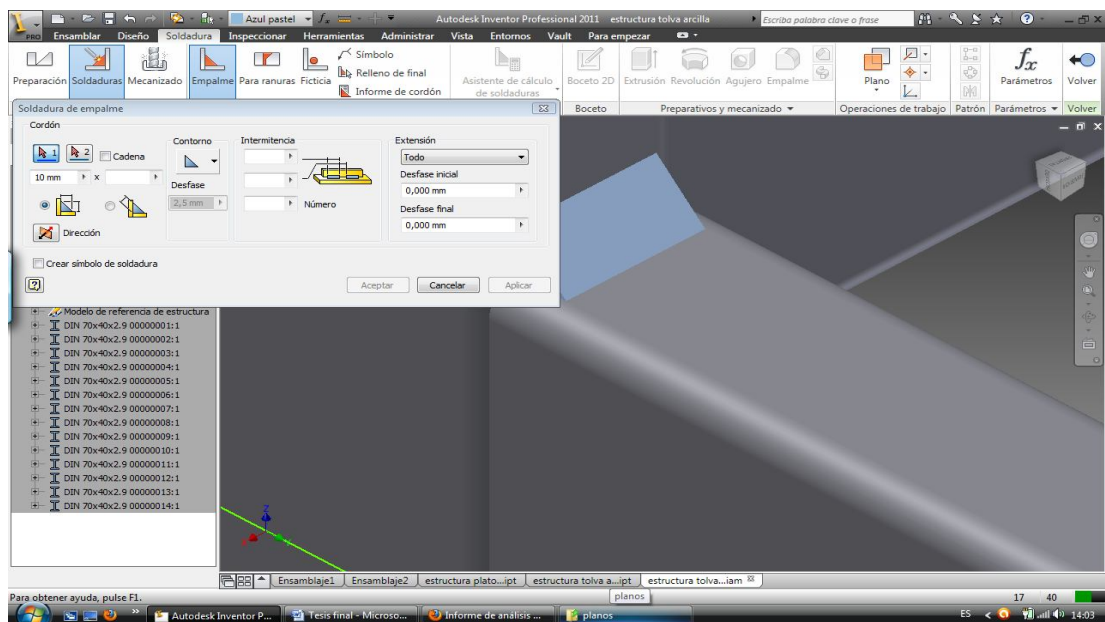 Azul pastel
Autodesk Inventor Professional 2011 estructura tolva arcilla
Escriba palabra clave o frase
PRO
Ensamblar Diseño Soldadura Inspeccionar Herramientas Administrar Vista Entornos Vault Para empezar
Preparación Soldaduras Mecanizado Empalme Para ranuras Ficticia
Símbolo
Relleno de final
Informe de cordón
Asistente de cálculo de soldaduras
Boceto 2D Extrusión Revolución Agujero Empalme
Plano
Parámetros Volver
Boceto Preparativos y mecanizado Operaciones de trabajo Patrón Parámetros Volver
Soldadura de empalme
Cordón
1 2 Cadena
10 mm x
Dirección
Contorno
Desfase
2,5 mm
Intermitencia
Número
Extensión
Todo
Desfase inicial
0,000 mm
Desfase final
0,000 mm
Crear símbolo de soldadura
Aceptar Cancelar Aplicar
Modelo de referencia de estructura
DIN 70x40x2.9 00000001:1
DIN 70x40x2.9 00000002:1
DIN 70x40x2.9 00000003:1
DIN 70x40x2.9 00000004:1
DIN 70x40x2.9 00000005:1
DIN 70x40x2.9 00000006:1
DIN 70x40x2.9 00000007:1
DIN 70x40x2.9 00000008:1
DIN 70x40x2.9 00000009:1
DIN 70x40x2.9 00000010:1
DIN 70x40x2.9 00000011:1
DIN 70x40x2.9 00000012:1
DIN 70x40x2.9 00000013:1
DIN 70x40x2.9 00000014:1
Z
Ensamblaje1 Ensamblaje2 estructura plato...ipt estructura tolva a...ipt estructura tolva...iam
Para obtener ayuda, pulse F1.
planos
17 40
Autodesk Inventor P... Tesis final - Microso... Informe de análisis ... planos
ES 14:03